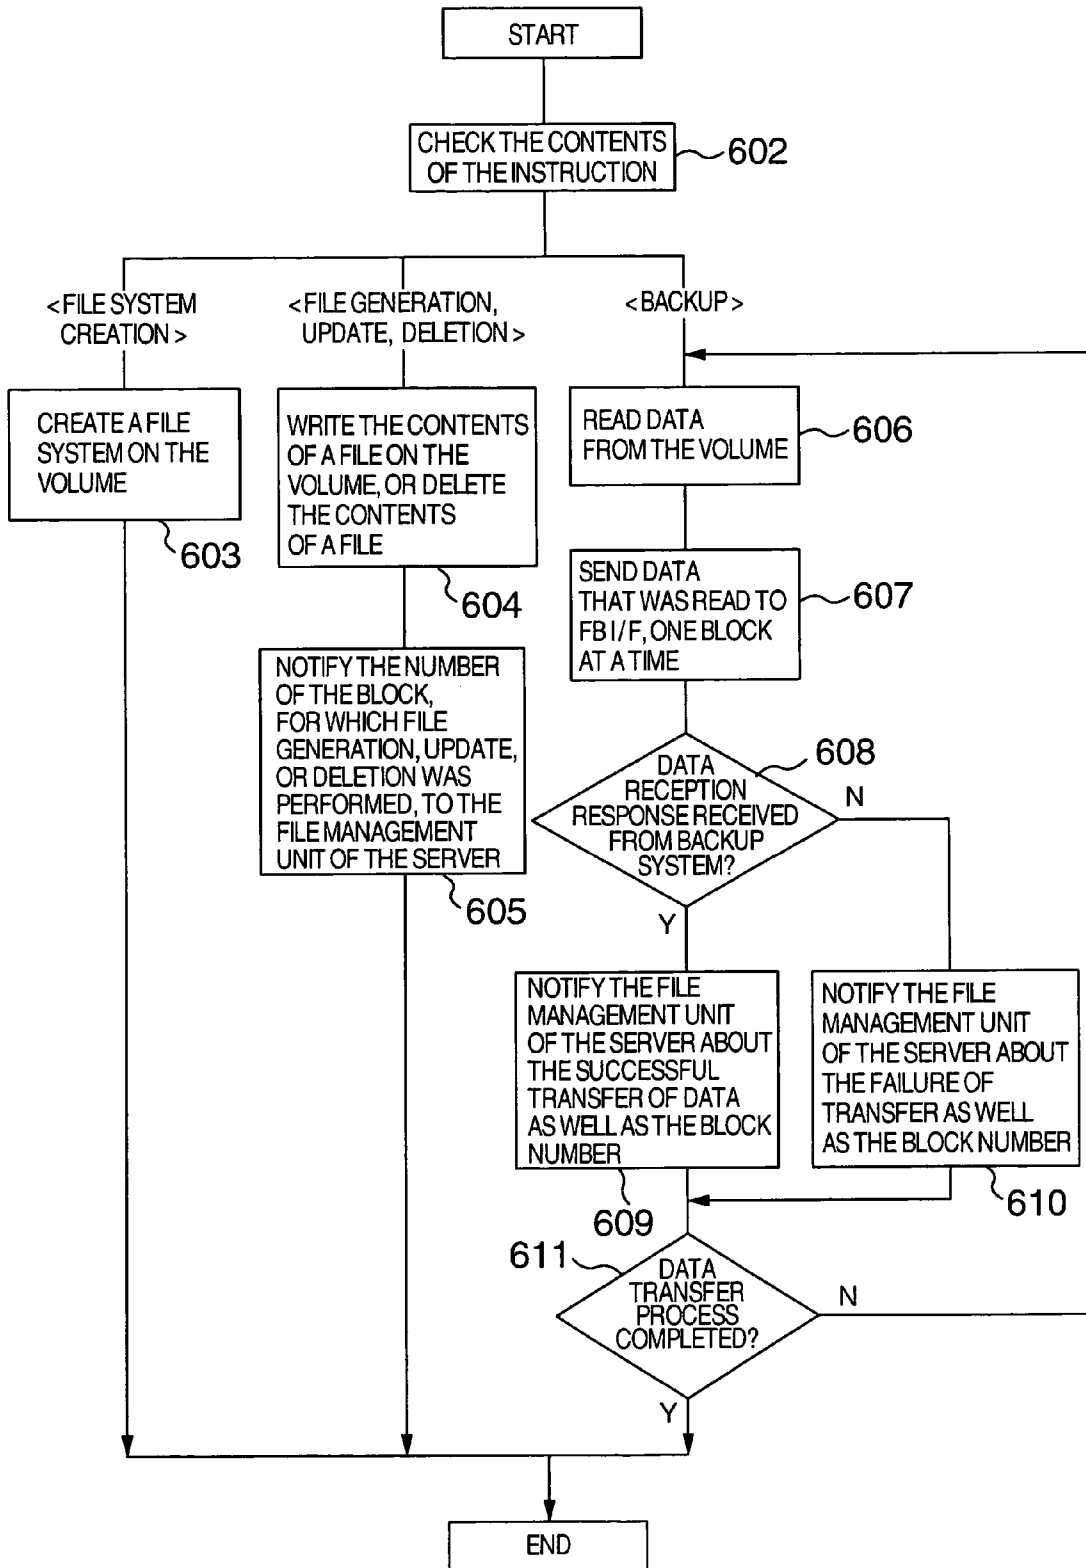 START
CHECK THE CONTENTS
OF THE INSTRUCTION
602
<FILE SYSTEM
CREATION>
<FILE GENERATION,
UPDATE, DELETION>
<BACKUP>
CREATE A FILE
SYSTEM ON THE
VOLUME
603
WRITE THE CONTENTS
OF A FILE ON THE
VOLUME, OR DELETE
THE CONTENTS
OF A FILE
604
NOTIFY THE NUMBER
OF THE BLOCK,
FOR WHICH FILE
GENERATION, UPDATE,
OR DELETION WAS
PERFORMED, TO THE
FILE MANAGEMENT
UNIT OF THE SERVER
605
READ DATA
FROM THE VOLUME
606
SEND DATA
THAT WAS READ TO
FB I/F, ONE BLOCK
AT A TIME
607
DATA
RECEPTION
RESPONSE RECEIVED
FROM BACKUP
SYSTEM?
608
N
Y
NOTIFY THE FILE
MANAGEMENT UNIT
OF THE SERVER ABOUT
THE SUCCESSFUL
TRANSFER OF DATA
AS WELL AS THE BLOCK
NUMBER
609
NOTIFY THE FILE
MANAGEMENT UNIT
OF THE SERVER ABOUT
THE FAILURE OF
TRANSFER AS WELL
AS THE BLOCK NUMBER
610
611
DATA
TRANSFER
PROCESS
COMPLETED?
N
Y
END